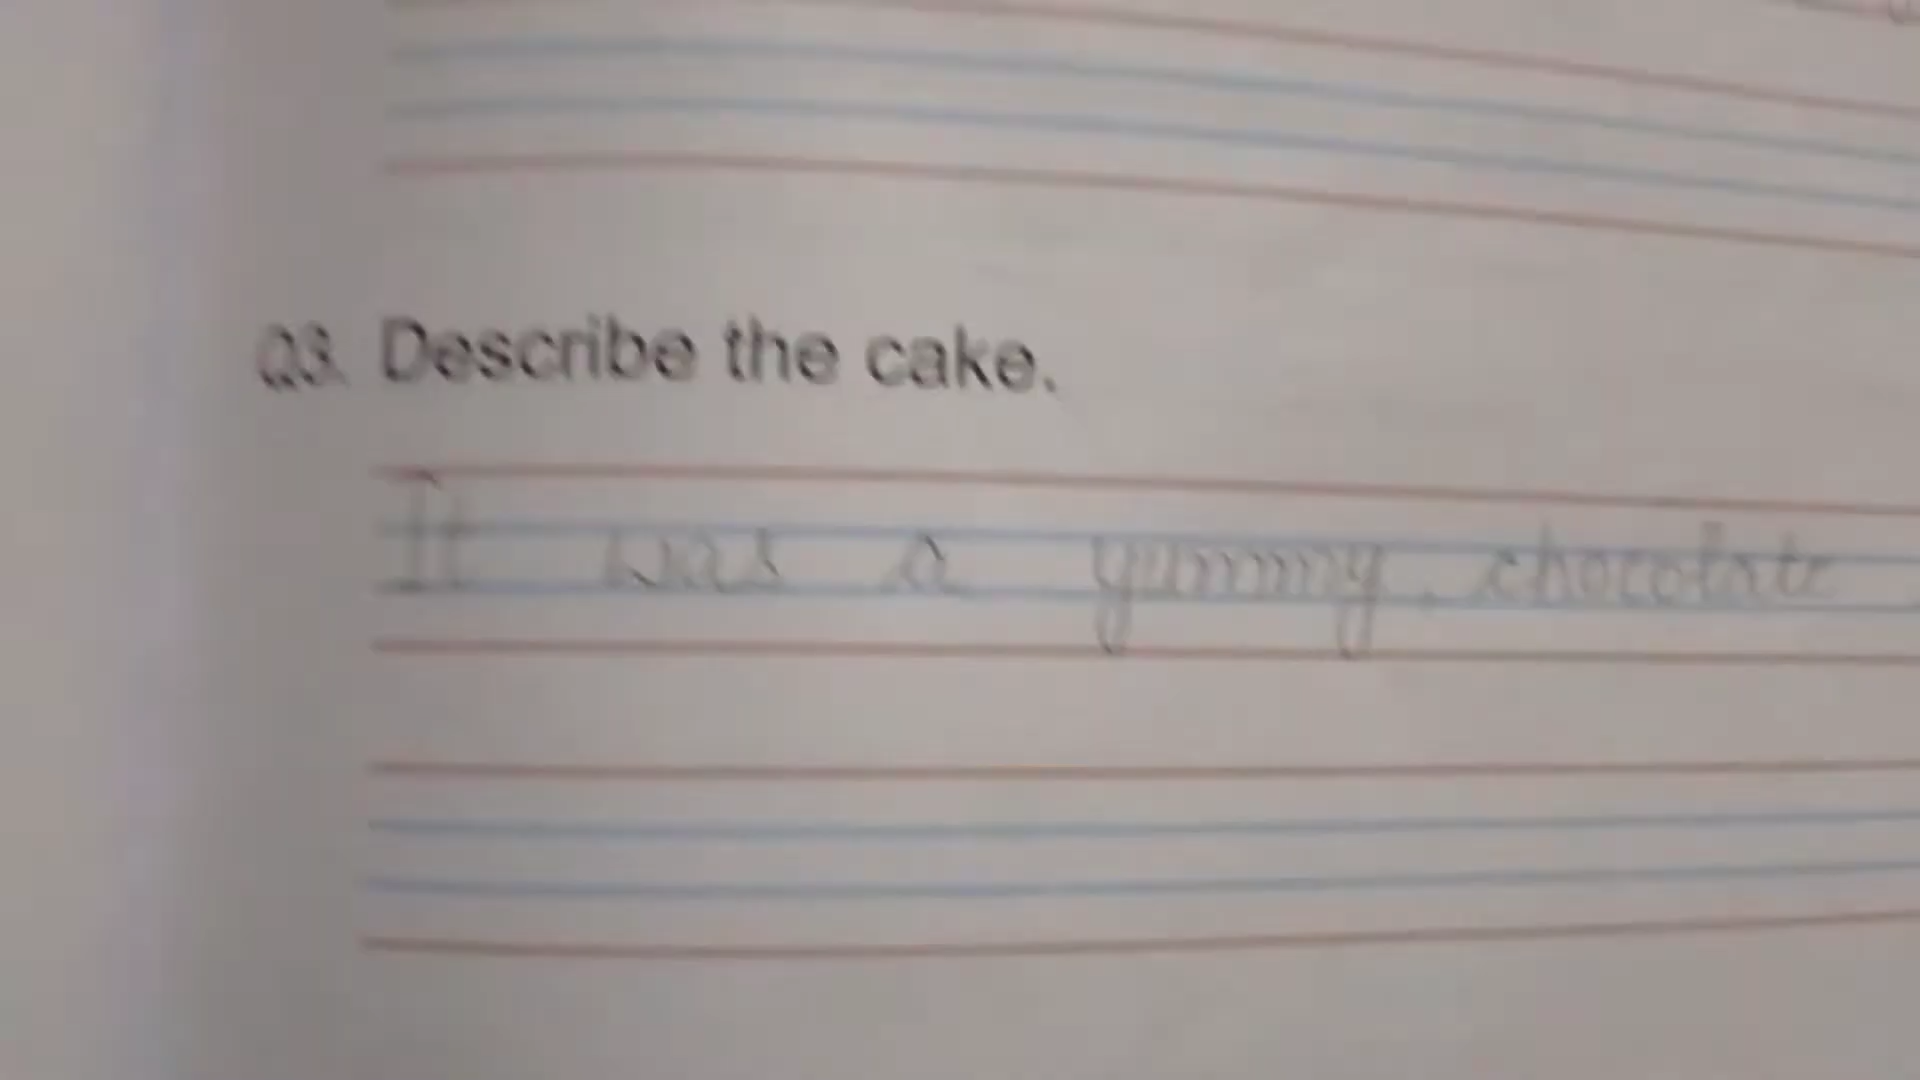 Q3. Describe the cake.
It was a yummy, chocolate